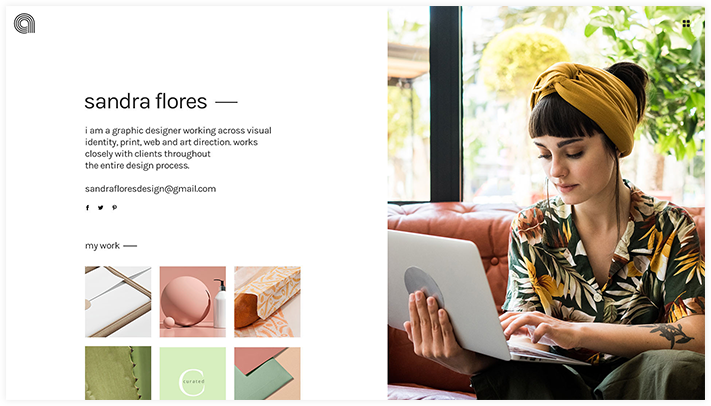 sandra flores —
i am a graphic designer working across visual
identity, print, web and art direction. works
closely with clients throughout
the entire design process.
sandrafloresdesign@gmail.com
my work —
curated